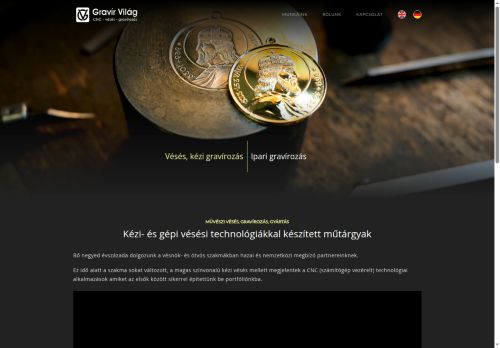 Gravír Világ
CNC - vésés - gravírozás
MUNKÁINK
RÓLUNK
KAPCSOLAT
Vésés, kézi gravírozás
Ipari gravírozás
MŰVÉSZI VÉSÉS, GRAVÍROZÁS, GYÁRTÁS
Kézi- és gépi vésési technológiákkal készített műtárgyak
Bő negyed évszázada dolgozunk a vésnök- és ötvös szakmákban hazai és nemzetközi megbízó partnereinknek.
Ez idő alatt a szakma sokat változott, a magas színvonalú kézi vésés mellett megjelentek a CNC (számítógép vezérelt) technológiai
alkalmazások amiket az elsők között sikerrel építettünk be portfóliónkba.